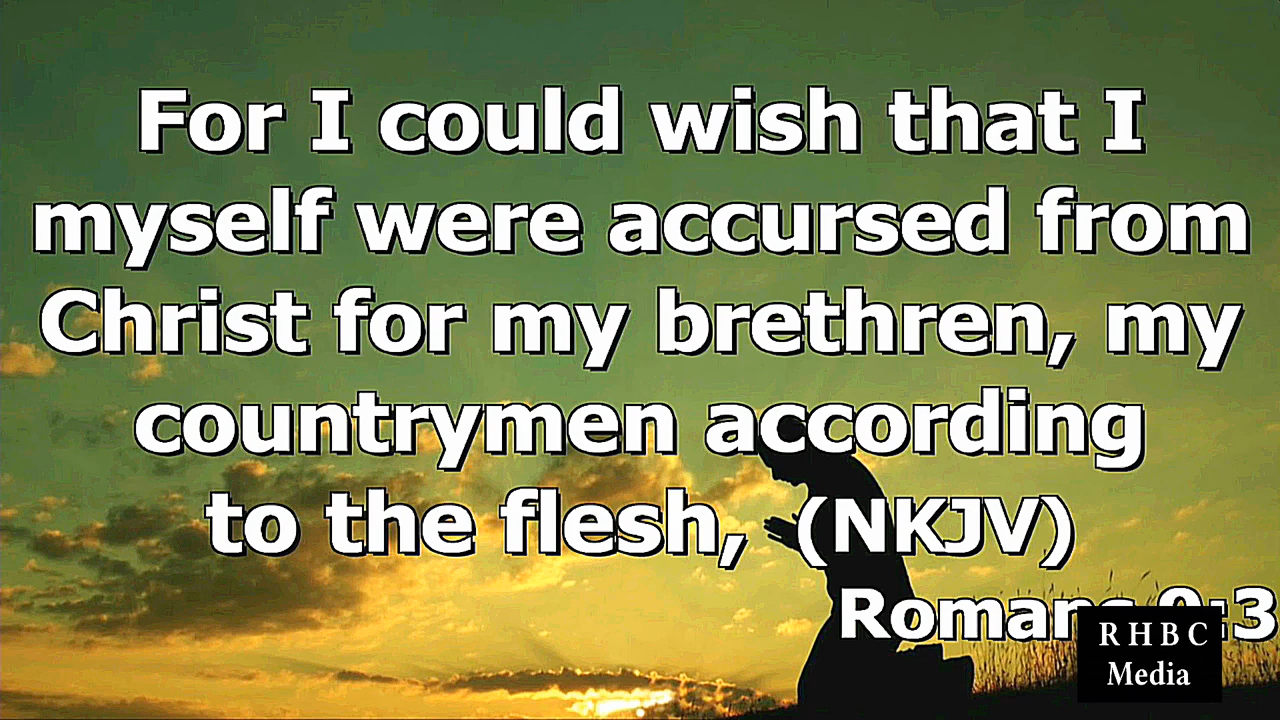 For I could wish that I
myself were accursed from
Christ for my brethren, my
countrymen according
to the flesh, (NKJV)
Romans 9:3
R H B C
Media